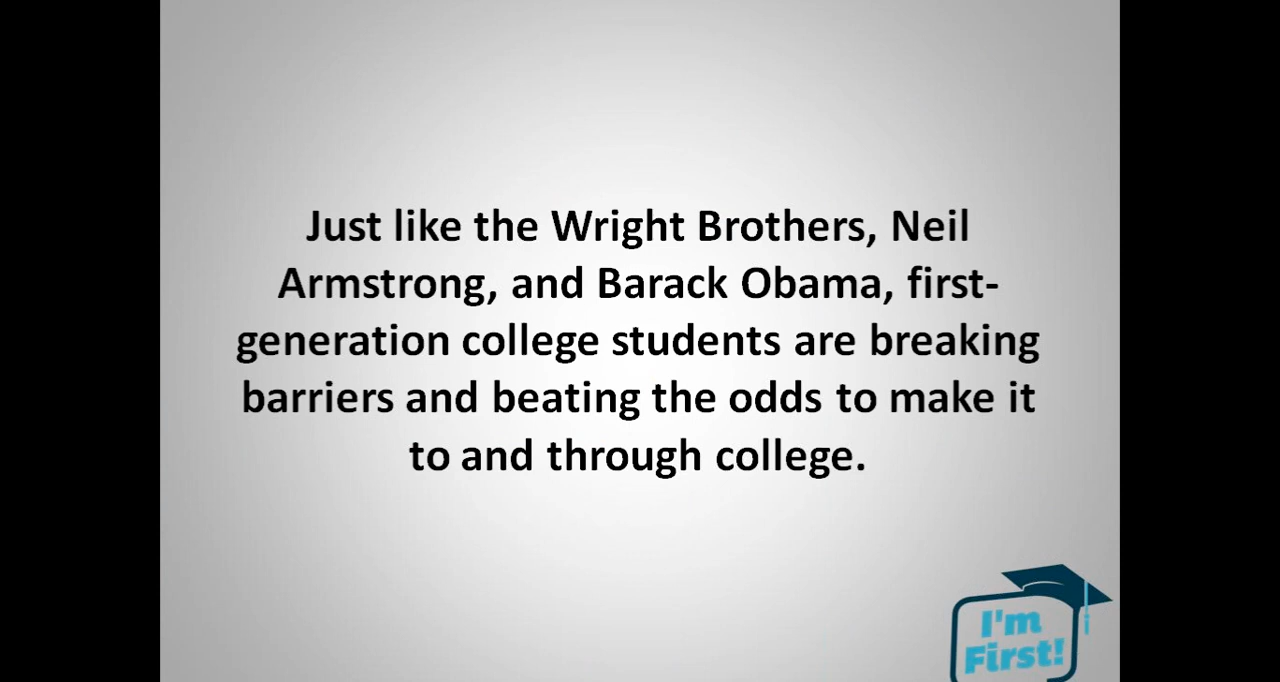 Just like the Wright Brothers, Neil
Armstrong, and Barack Obama, first-
generation college students are breaking
barriers and beating the odds to make it
to and through college.
I'm
First!